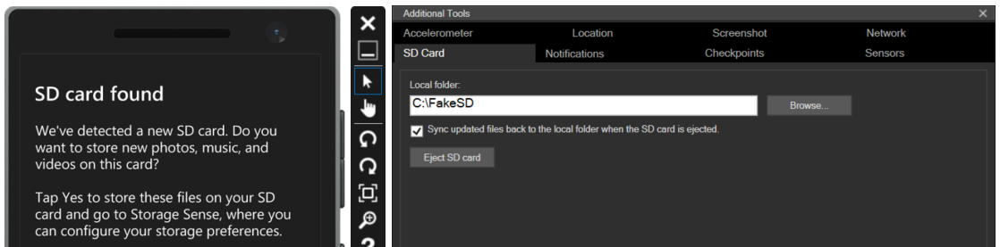 SD card found
We've detected a new SD card. Do you
want to store new photos, music, and
videos on this card?
Tap Yes to store these files on your SD
card and go to Storage Sense, where you
can configure your storage preferences.
?
Additional Tools
Accelerometer Location Screenshot Network
SD Card Notifications Checkpoints Sensors
Local folder:
C:\FakeSD Browse...
Sync updated files back to the local folder when the SD card is ejected.
Eject SD card